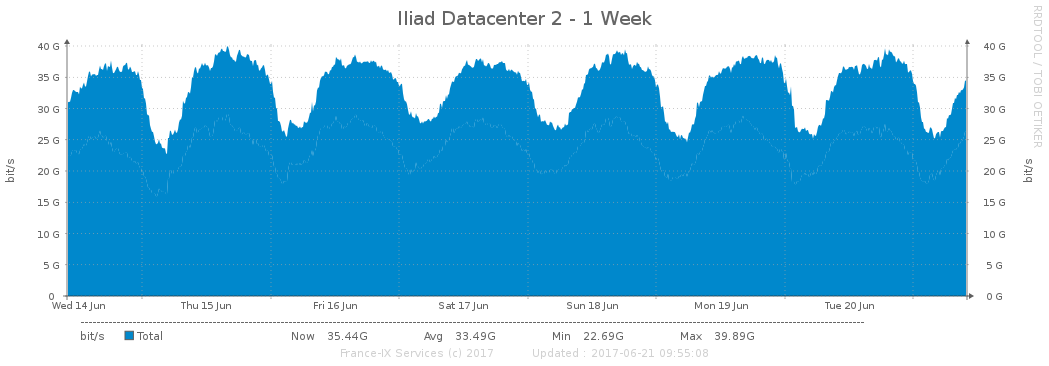 Iliad Datacenter 2 - 1 Week
RRDTOOL / TOBI OETIKER
40 G 40 G
35 G 35 G
30 G 30 G
25 G 25 G
20 G 20 G
15 G 15 G
10 G 10 G
5 G 5 G
0 0 G
bit/s bit/s
Wed 14 Jun Thu 15 Jun Fri 16 Jun Sat 17 Jun Sun 18 Jun Mon 19 Jun Tue 20 Jun
bit/s Total Now 35.44G Avg 33.49G Min 22.69G Max 39.89G
France-IX Services (c) 2017 Updated : 2017-06-21 09:55:08